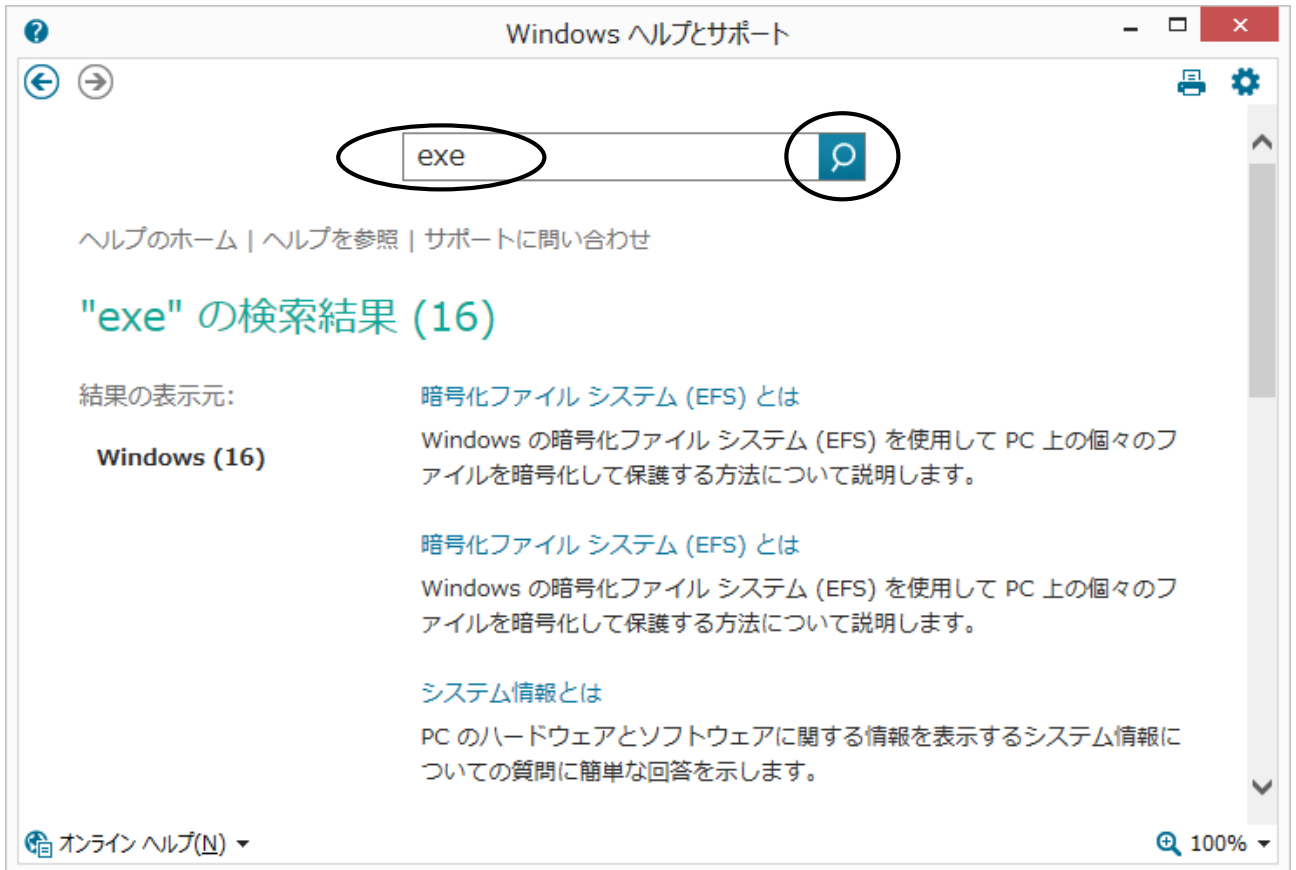 Windows ヘルプとサポート
exe
ヘルプのホーム | ヘルプを参照 | サポートに問い合わせ
"exe" の検索結果 (16)
結果の表示元:
Windows (16)
暗号化ファイル システム (EFS) とは
Windows の暗号化ファイル システム (EFS) を使用して PC 上の個々のフ
ァイルを暗号化して保護する方法について説明します。
暗号化ファイル システム (EFS) とは
Windows の暗号化ファイル システム (EFS) を使用して PC 上の個々のフ
ァイルを暗号化して保護する方法について説明します。
システム情報とは
PC のハードウェアとソフトウェアに関する情報を表示するシステム情報に
ついての質問に簡単な回答を示します。
オンライン ヘルプ(N)
100%